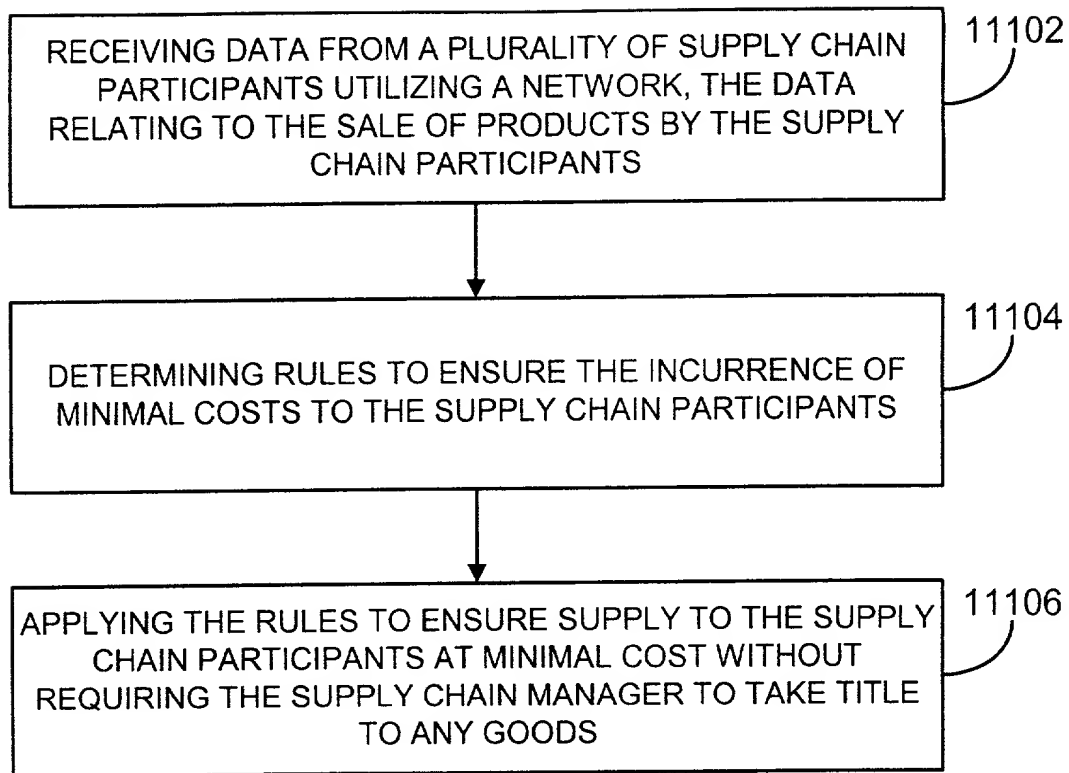 RECEIVING DATA FROM A PLURALITY OF SUPPLY CHAIN
PARTICIPANTS UTILIZING A NETWORK, THE DATA
RELATING TO THE SALE OF PRODUCTS BY THE SUPPLY
CHAIN PARTICIPANTS
11102
DETERMINING RULES TO ENSURE THE INCURRENCE OF
MINIMAL COSTS TO THE SUPPLY CHAIN PARTICIPANTS
11104
APPLYING THE RULES TO ENSURE SUPPLY TO THE SUPPLY
CHAIN PARTICIPANTS AT MINIMAL COST WITHOUT
REQUIRING THE SUPPLY CHAIN MANAGER TO TAKE TITLE
TO ANY GOODS
11106